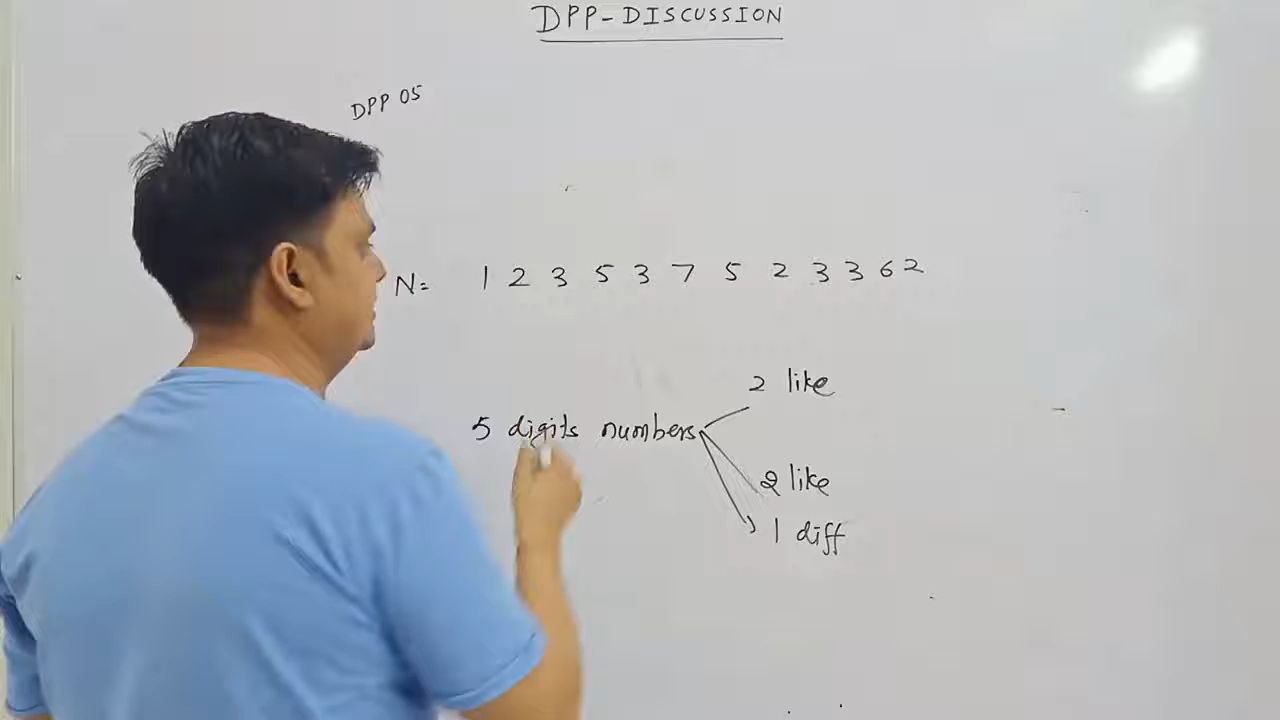 DPP-DISCUSSION
DPP 05
N= 1 2 3 5 3 7 5 2 3 3 6 2
2 like
5 digits numbers
2 like
1 diff